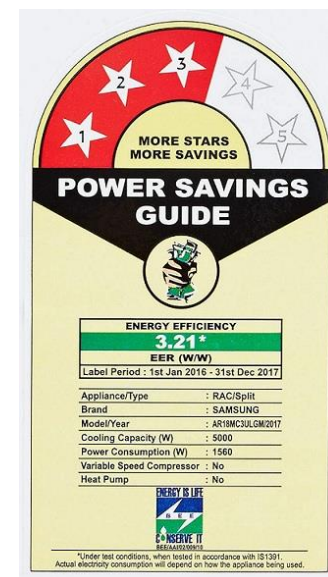 1 2 3 4 5
MORE STARS
MORE SAVINGS
POWER SAVINGS
GUIDE
ENERGY EFFICIENCY
3.21*
EER (W/W)
Label Period : 1st Jan 2016 - 31st Dec 2017
Appliance/Type : RAC/Split
Brand : SAMSUNG
Model/Year : AR18MC3ULGM/2017
Cooling Capacity (W) : 5000
Power Consumption (W) : 1560
Variable Speed Compressor : No
Heat Pump : No
ENERGY IS LIFE
BEE
CONSERVE IT
*Under test conditions, when tested in accordance with IS1391.
Actual electricity consumption will depend on how the appliance being used.